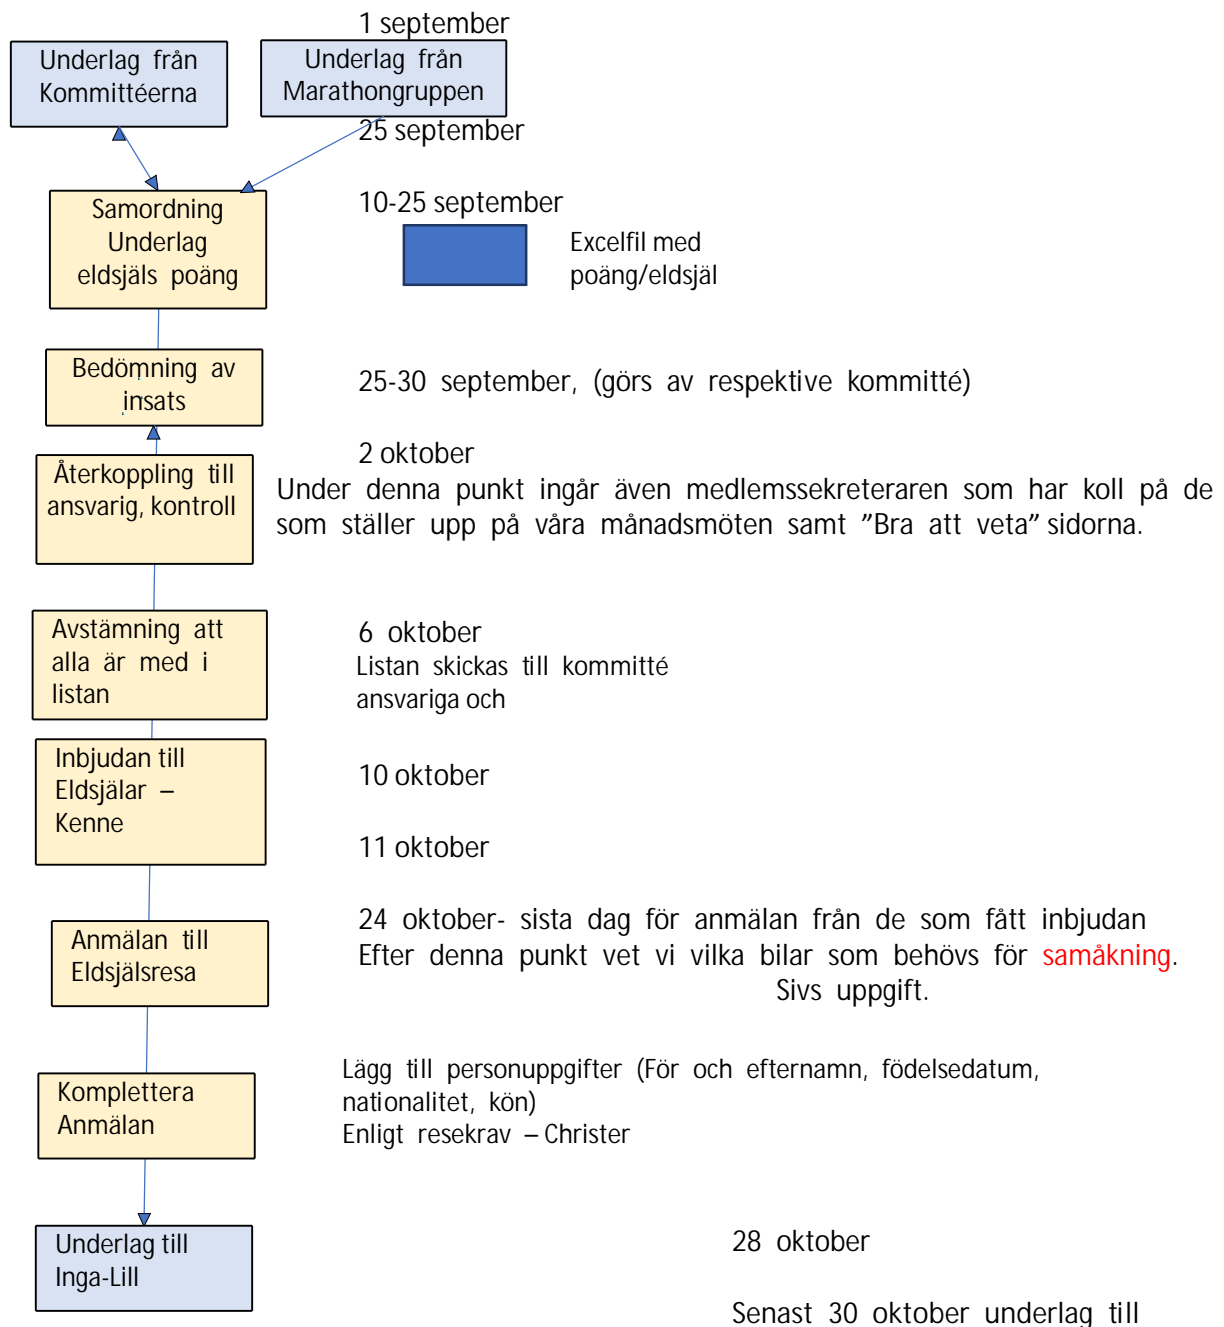 1 september
Underlag från
Kommittéerna
Underlag från
Marathongruppen
25 september
Samordning
Underlag
eldsjäls poäng
10-25 september
Excelfil med
poäng/eldsjäl
Bedömning av
insats
25-30 september, (görs av respektive kommitté)
2 oktober
Återkoppling till
ansvarig, kontroll
Under denna punkt ingår även medlemssekreteraren som har koll på de
som ställer upp på våra månadsmöten samt ”Bra att veta” sidorna.
Avstämning att
alla är med i
listan
6 oktober
Listan skickas till kommitté
ansvariga och
Inbjudan till
Eldsjälar –
Kenne
10 oktober
11 oktober
Anmälan till
Eldsjälsresa
24 oktober- sista dag för anmälan från de som fått inbjudan
Efter denna punkt vet vi vilka bilar som behövs för samåkning.
Sivs uppgift.
Komplettera
Anmälan
Lägg till personuppgifter (För och efternamn, födelsedatum,
nationalitet, kön)
Enligt resekrav – Christer
Underlag till
Inga-Lill
28 oktober
Senast 30 oktober underlag till